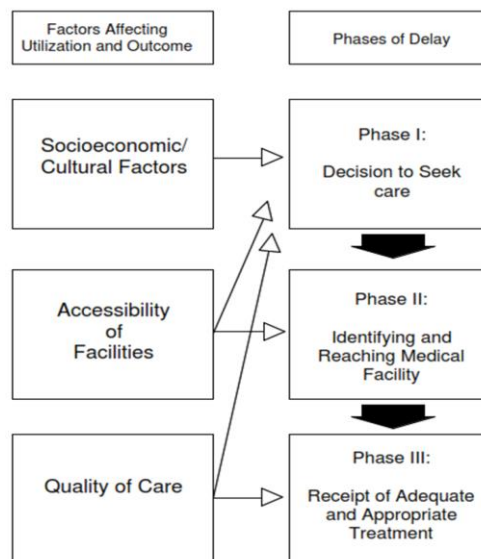 Factors Affecting
Utilization and Outcome
Phases of Delay
Socioeconomic/
Cultural Factors
Phase I:
Decision to Seek
care
Accessibility
of
Facilities
Phase II:
Identifying and
Reaching Medical
Facility
Quality of Care
Phase III:
Receipt of Adequate
and Appropriate
Treatment